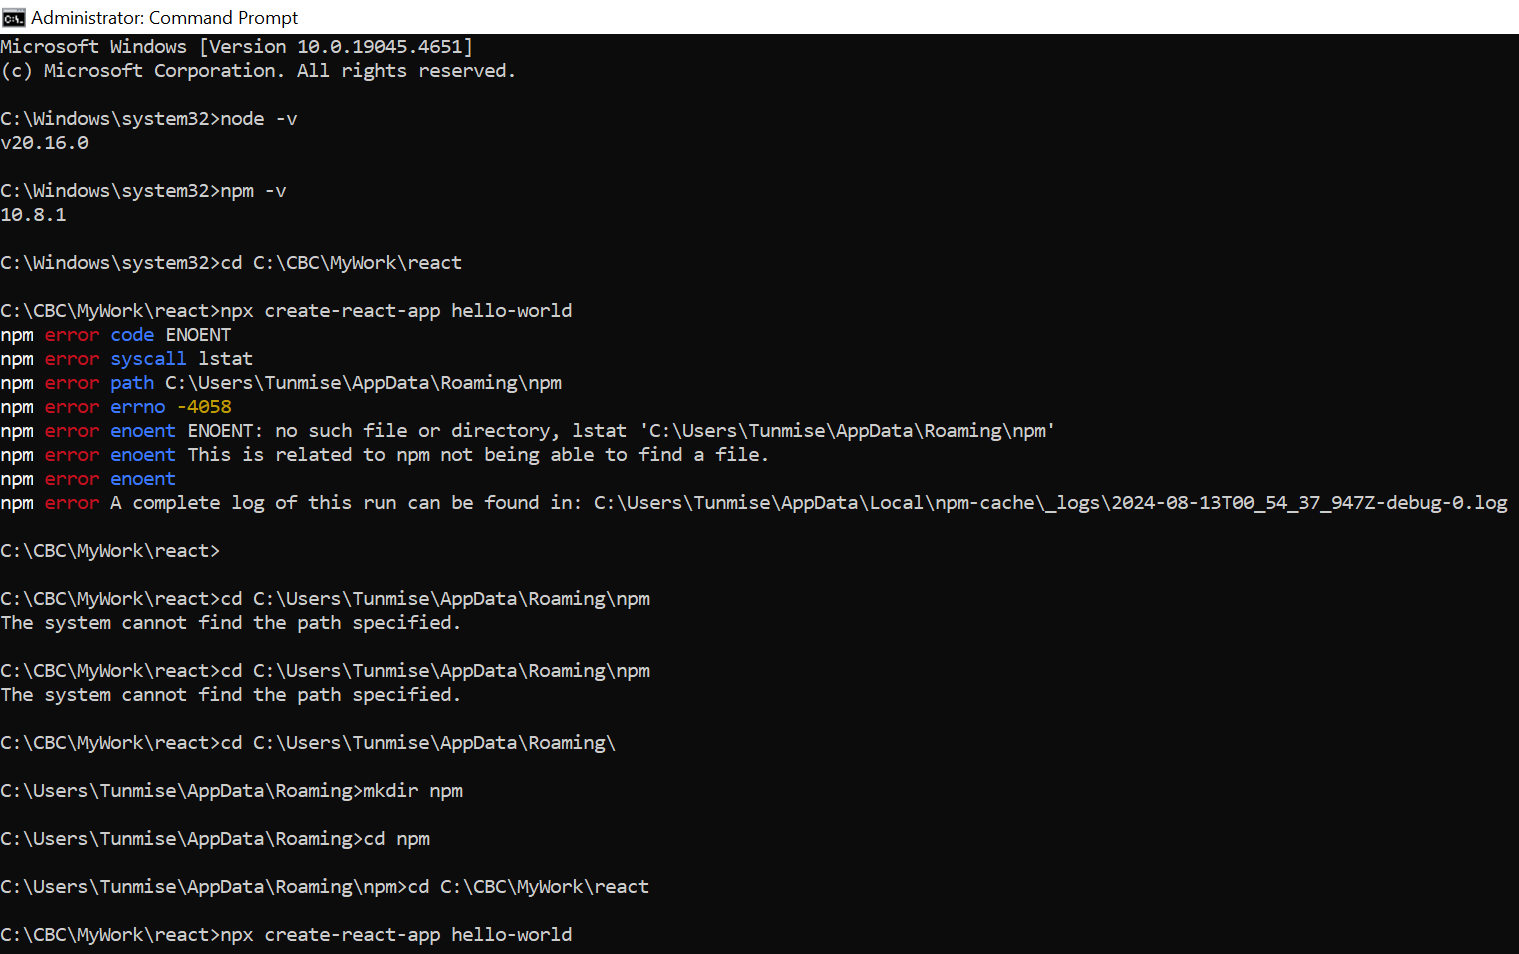 Administrator: Command Prompt
Microsoft Windows [Version 10.0.19045.4651]
(c) Microsoft Corporation. All rights reserved.
C:\Windows\system32>node -v
v20.16.0
C:\Windows\system32>npm -v
10.8.1
C:\Windows\system32>cd C:\CBC\MyWork\react
C:\CBC\MyWork\react>npx create-react-app hello-world
npm error code ENOENT
npm error syscall lstat
npm error path C:\Users\Tunmise\AppData\Roaming\npm
npm error errno -4058
npm error enoent ENOENT: no such file or directory, lstat 'C:\Users\Tunmise\AppData\Roaming\npm'
npm error enoent This is related to npm not being able to find a file.
npm error enoent
npm error A complete log of this run can be found in: C:\Users\Tunmise\AppData\Local\npm-cache\_logs\2024-08-13T00_54_37_947Z-debug-0.log
C:\CBC\MyWork\react>
C:\CBC\MyWork\react>cd C:\Users\Tunmise\AppData\Roaming\npm
The system cannot find the path specified.
C:\CBC\MyWork\react>cd C:\Users\Tunmise\AppData\Roaming\npm
The system cannot find the path specified.
C:\CBC\MyWork\react>cd C:\Users\Tunmise\AppData\Roaming\
C:\Users\Tunmise\AppData\Roaming>mkdir npm
C:\Users\Tunmise\AppData\Roaming>cd npm
C:\Users\Tunmise\AppData\Roaming\npm>cd C:\CBC\MyWork\react
C:\CBC\MyWork\react>npx create-react-app hello-world